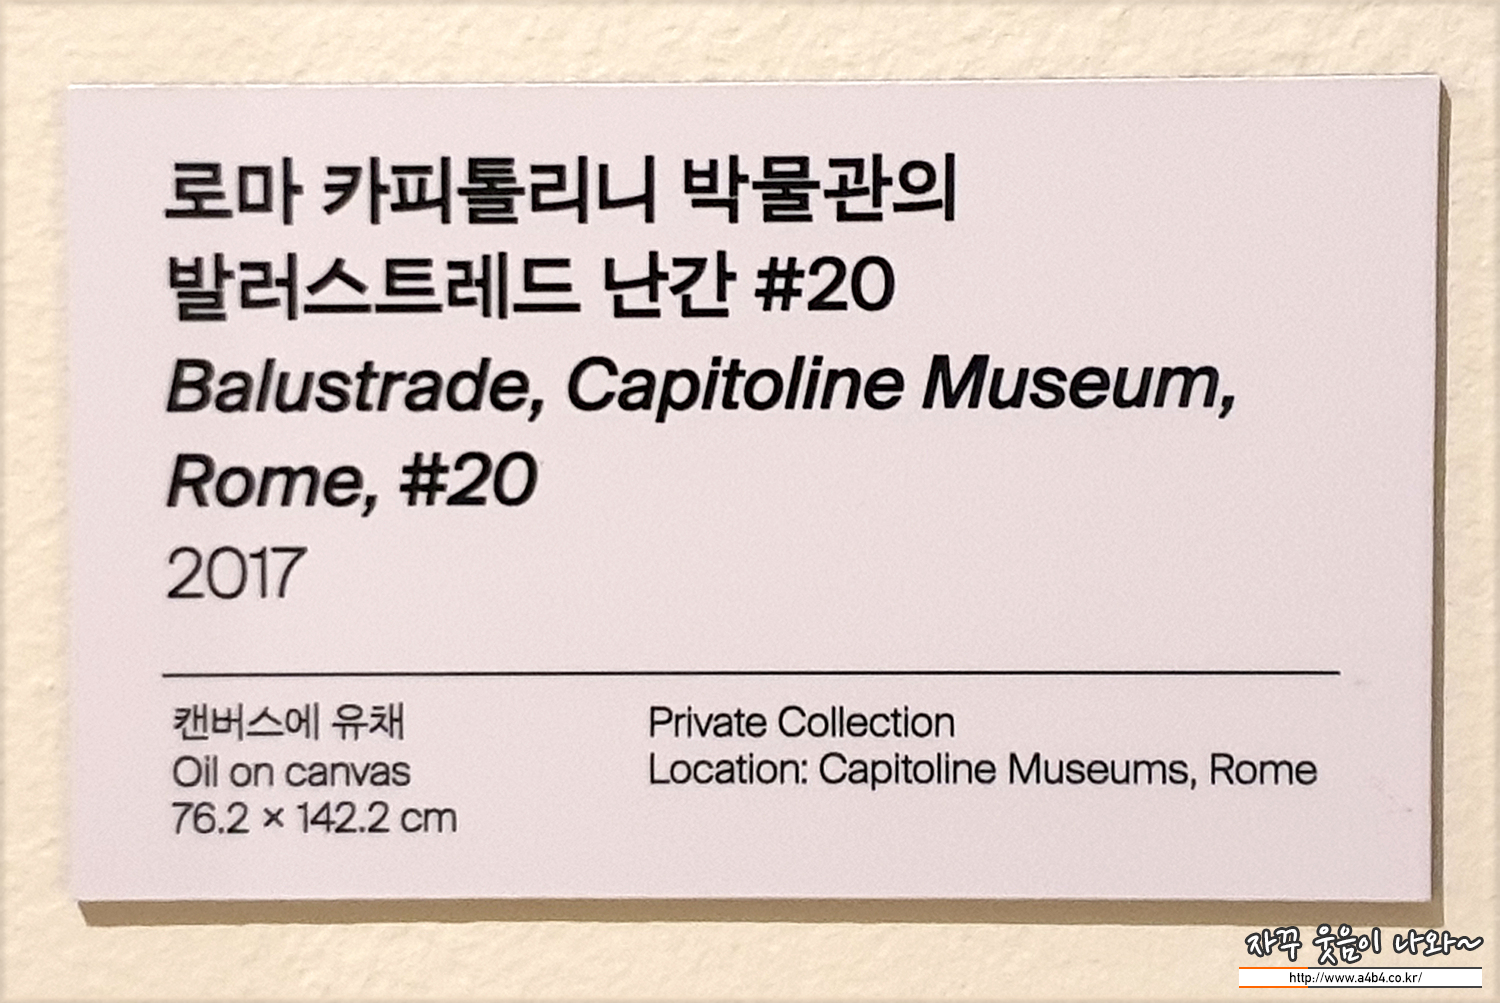 로마 카피톨리니 박물관의
발러스트레드 난간 #20
Balustrade, Capitoline Museum,
Rome, #20
2017
캔버스에 유채
Oil on canvas
76.2 × 142.2 cm
Private Collection
Location: Capitoline Museums, Rome
자꾸 웃음이 나와~
http://www.a4b4.co.kr/